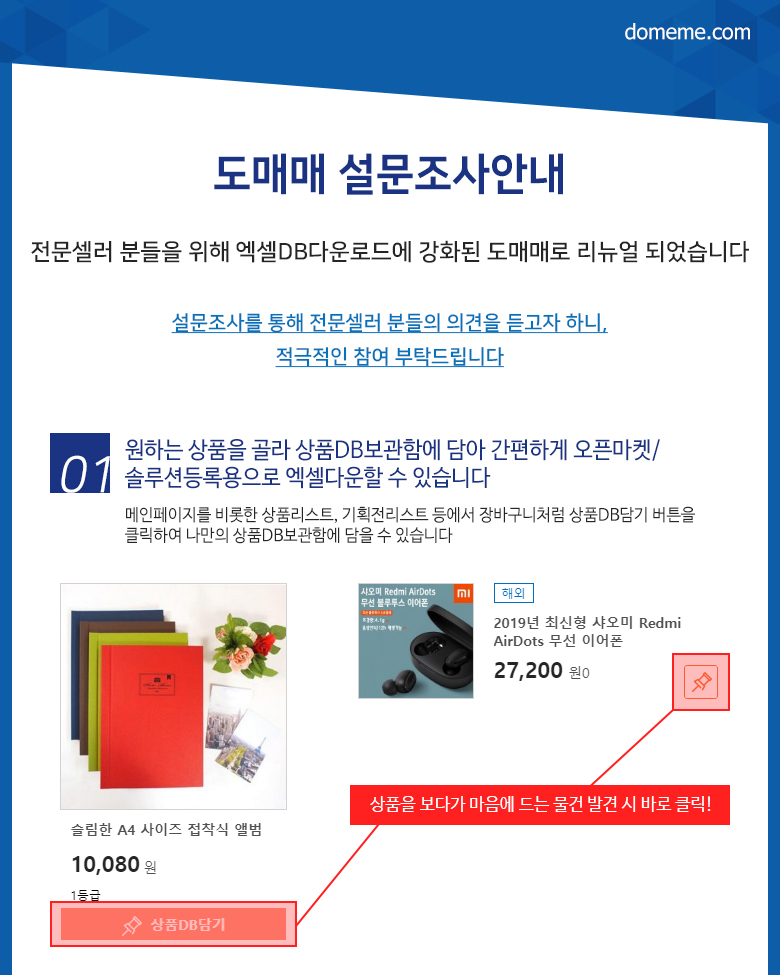 domeme.com
도매매 설문조사안내
전문셀러 분들을 위해 엑셀DB다운로드에 강화된 도매매로 리뉴얼 되었습니다
설문조사를 통해 전문셀러 분들의 의견을 듣고자 하니,
적극적인 참여 부탁드립니다
01
원하는 상품을 골라 상품DB보관함에 담아 간편하게 오픈마켓/
솔루션등록용으로 엑셀다운할 수 있습니다
메인페이지를 비롯한 상품리스트, 기획전리스트 등에서 장바구니처럼 상품DB담기 버튼을
클릭하여 나만의 상품DB보관함에 담을 수 있습니다
샤오미 Redmi AirDots
무선 블루투스 이어폰
해외
2019년 최신형 샤오미 Redmi
AirDots 무선 이어폰
27,200 원0
상품을 보다가 마음에 드는 물건 발견 시 바로 클릭!
슬림한 A4 사이즈 접착식 앨범
10,080 원
1등급
상품DB담기